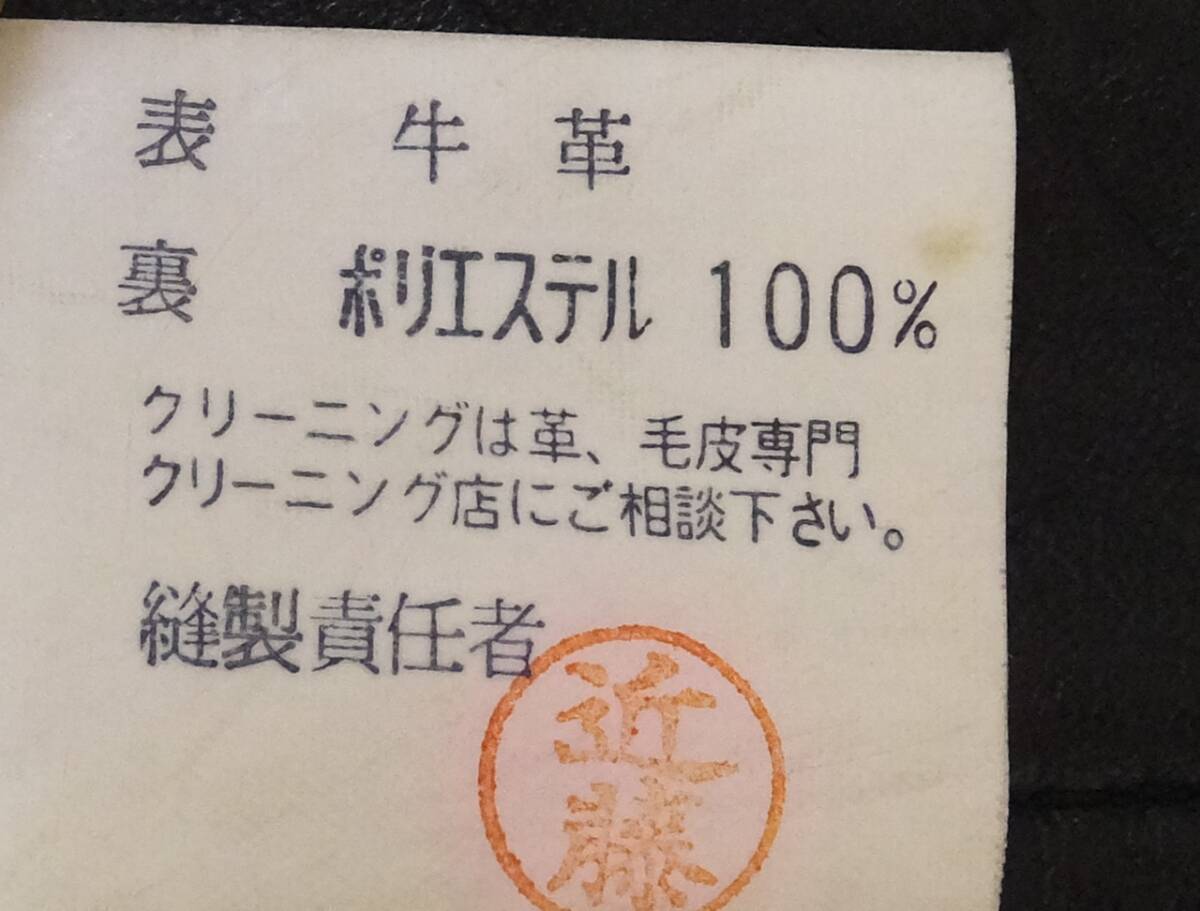 表 牛革
裏 ポリエステル 100%
クリーニングは革、毛皮専門
クリーニング店にご相談下さい。
縫製責任者
近藤